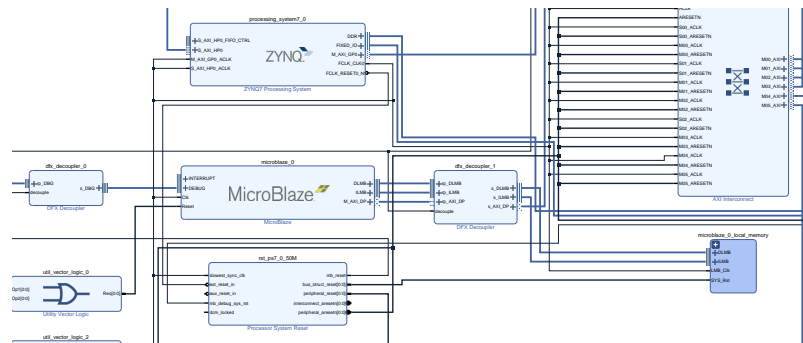 processing_system7_0
S_AXI_HP0_FIFO_CTRL
S_AXI_HP0
M_AXI_GP0_ACLK
S_AXI_HP0_ACLK
ZYNQ
DDR
FIXED_IO
M_AXI_GP0
FCLK_CLK0
FCLK_RESET0_N
ZYNQ7 Processing System
ARESETN
S00_ACLK
S00_ARESETN
M00_ACLK
M00_ARESETN
S01_ACLK
S01_ARESETN
M01_ACLK
M01_ARESETN
M02_ACLK
M02_ARESETN
S02_ACLK
S02_ARESETN
M03_ACLK
M03_ARESETN
M04_ACLK
M04_ARESETN
M05_ACLK
M05_ARESETN
M00_AXI
M01_AXI
M02_AXI
M03_AXI
M04_AXI
M05_AXI
AXI Interconnect
dfx_decoupler_0
rp_DBG
decouple
s_DBG
DFX Decoupler
microblaze_0
INTERRUPT
DEBUG
Clk
Reset
MicroBlaze
DLMB
ILMB
M_AXI_DP
MicroBlaze
dfx_decoupler_1
rp_DLMB
rp_ILMB
rp_AXI_DP
decouple
s_DLMB
s_ILMB
s_AXI_DP
DFX Decoupler
microblaze_0_local_memory
DLMB
ILMB
LMB_Clk
SYS_Rst
util_vector_logic_0
Op1[0:0]
Op2[0:0]
Res[0:0]
Utility Vector Logic
rst_ps7_0_50M
slowest_sync_clk
ext_reset_in
aux_reset_in
mb_debug_sys_rst
dcm_locked
mb_reset
bus_struct_reset[0:0]
peripheral_reset[0:0]
interconnect_aresetn[0:0]
peripheral_aresetn[0:0]
Processor System Reset
util_vector_logic_2